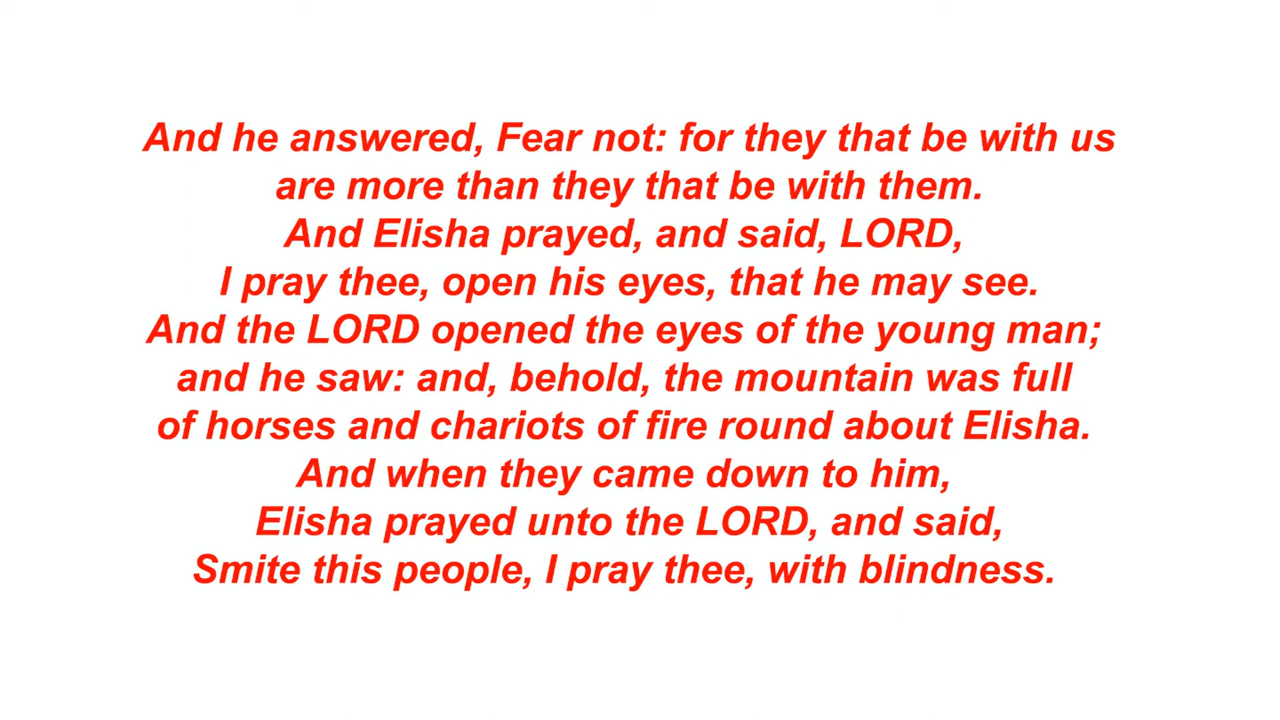 And he answered, Fear not: for they that be with us
are more than they that be with them.
And Elisha prayed, and said, LORD,
I pray thee, open his eyes, that he may see.
And the LORD opened the eyes of the young man;
and he saw: and, behold, the mountain was full
of horses and chariots of fire round about Elisha.
And when they came down to him,
Elisha prayed unto the LORD, and said,
Smite this people, I pray thee, with blindness.